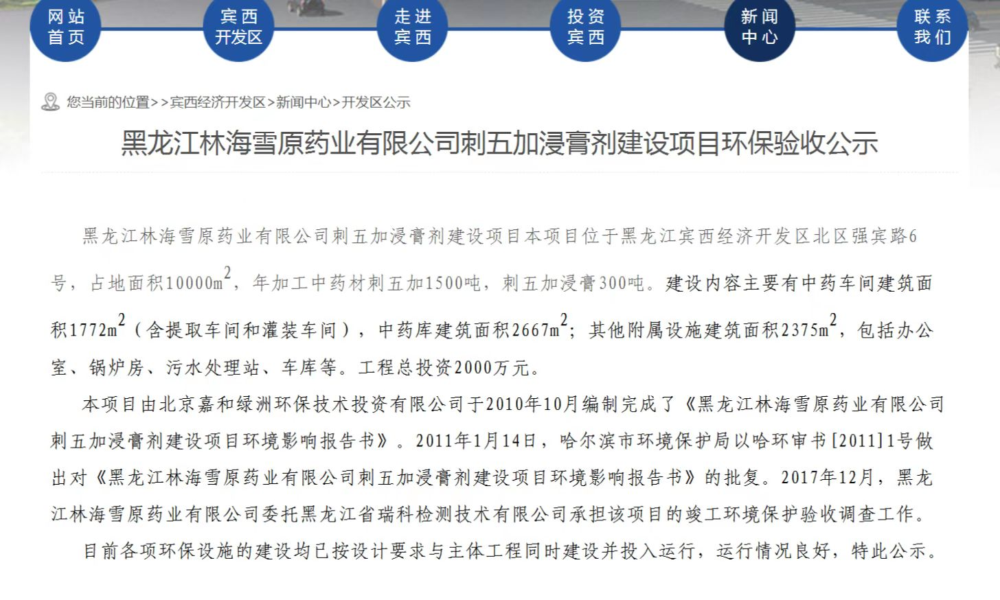 网 站
首 页
宾 西
开发区
走 进
宾 西
投 资
宾 西
新 闻
中 心
联 系
我 们
您当前的位置>>宾西经济开发区>新闻中心>开发区公示
黑龙江林海雪原药业有限公司刺五加浸膏剂建设项目环保验收公示
黑龙江林海雪原药业有限公司刺五加浸膏剂建设项目本项目位于黑龙江宾西经济开发区北区强宾路6
号，占地面积10000m²，年加工中药材刺五加1500吨，刺五加浸膏300吨。建设内容主要有中药车间建筑面
积1772m²（含提取车间和灌装车间），中药库建筑面积2667m²；其他附属设施建筑面积2375m²，包括办公
室、锅炉房、污水处理站、车库等。工程总投资2000万元。
本项目由北京嘉和绿洲环保技术投资有限公司于2010年10月编制完成了《黑龙江林海雪原药业有限公司
刺五加浸膏剂建设项目环境影响报告书》。2011年1月14日，哈尔滨市环境保护局以哈环审书[2011]1号做
出对《黑龙江林海雪原药业有限公司刺五加浸膏剂建设项目环境影响报告书》的批复。2017年12月，黑龙
江林海雪原药业有限公司委托黑龙江省瑞科检测技术有限公司承担该项目的竣工环境保护验收调查工作。
目前各项环保设施的建设均已按设计要求与主体工程同时建设并投入运行，运行情况良好，特此公示。